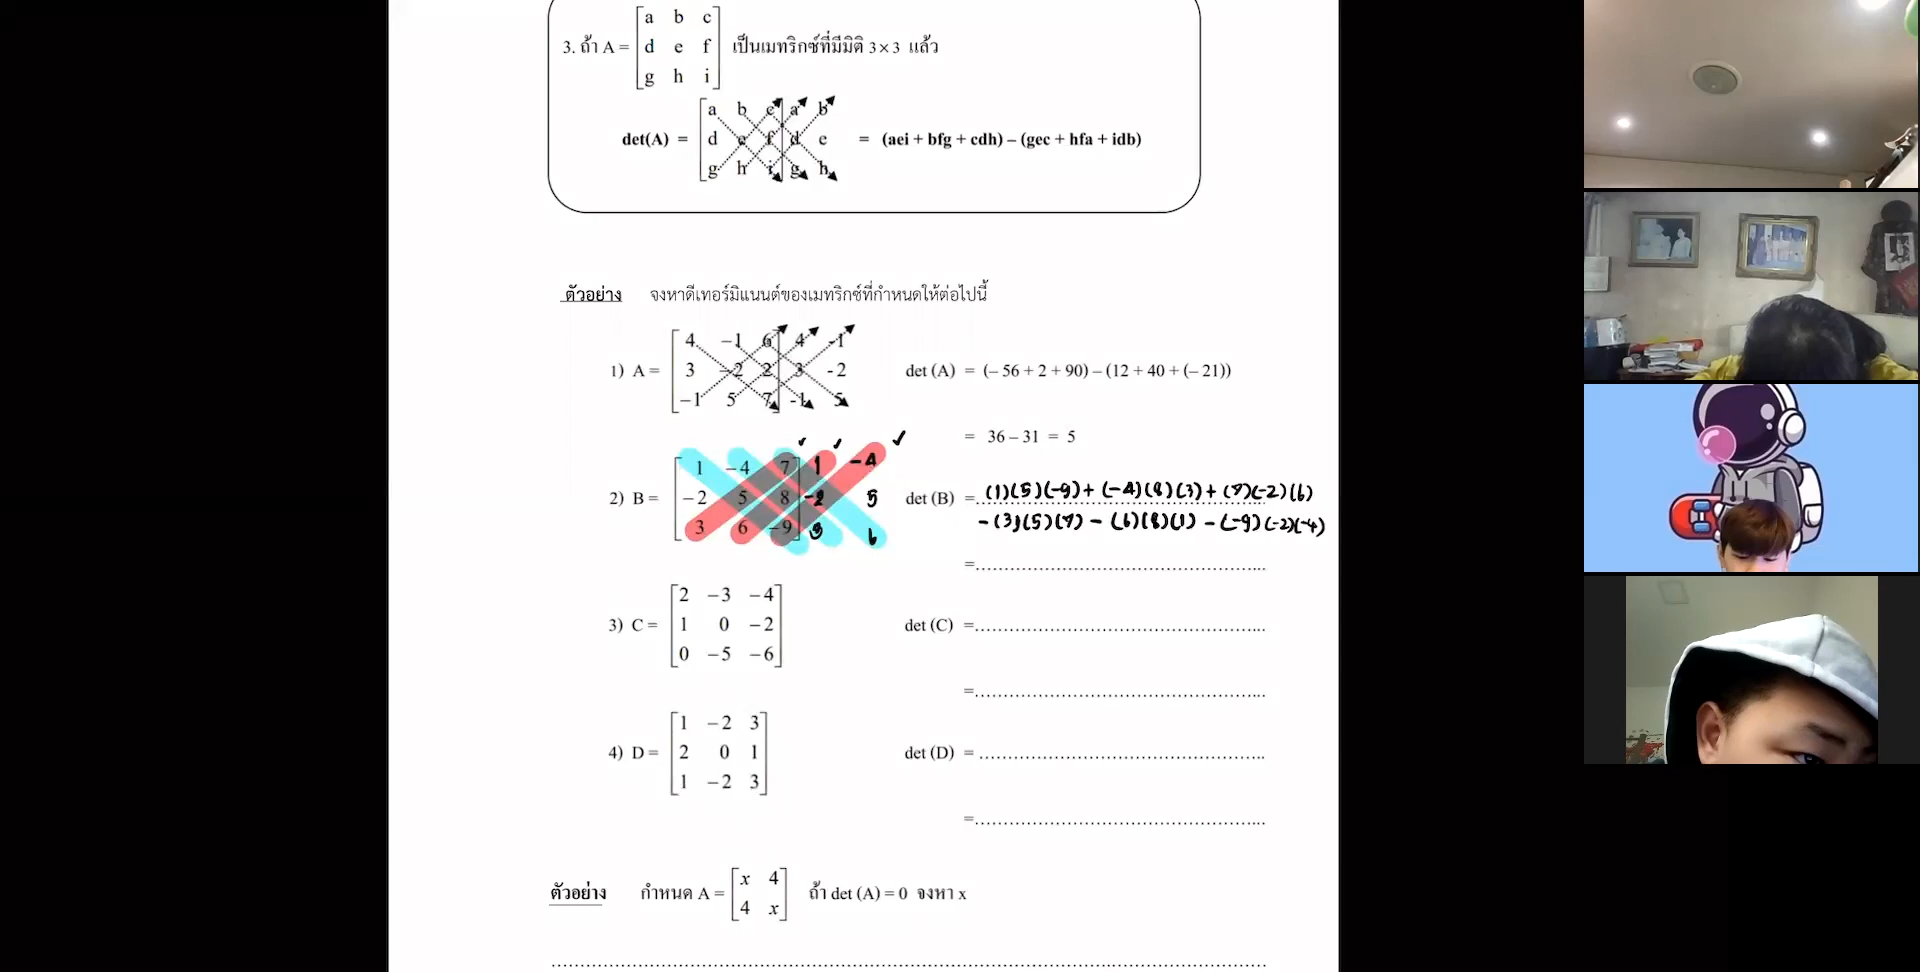 3. ถ้า A = [a b c
d e f
g h i] เป็นเมทริกซ์ที่มีมิติ 3×3 แล้ว
det(A) = [a b c | a b
d e f | d e
g h i | g h = (aei + bfg + cdh) – (gec + hfa + idb)
ตัวอย่าง จงหาดีเทอร์มิแนนต์ของเมทริกซ์ที่กำหนดให้ต่อไปนี้
1) A = [4 −1 6] 4 -1
3 −2 2 3 -2
−1 5 7 -1 5 det (A) = (– 56 + 2 + 90) – (12 + 40 + (– 21))
= 36 – 31 = 5
2) B = [1 −4 7] 1 -4
−2 5 8 -2 5
3 6 −9 3 6 det (B) = (1)(5)(-9) + (-4)(8)(3) + (7)(-2)(6)
- (3)(5)(7) - (6)(8)(1) - (-9)(-2)(-4)
=..................................................
3) C = [2 −3 −4
1 0 −2
0 −5 −6] det (C) =..................................................
=..................................................
4) D = [1 −2 3
2 0 1
1 −2 3] det (D) = ..................................................
=..................................................
ตัวอย่าง กำหนด A = [x 4
4 x] ถ้า det (A) = 0 จงหา x